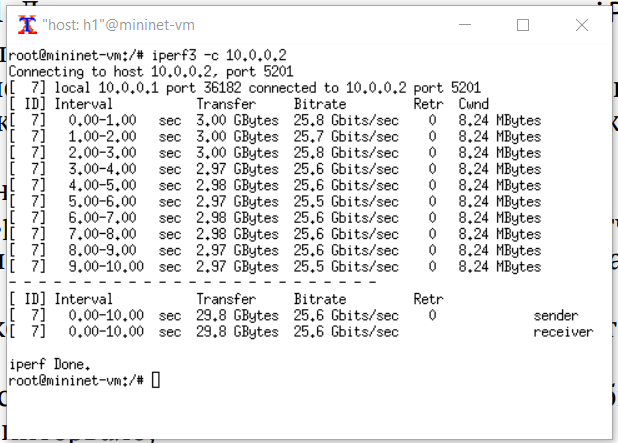 "host: h1"@mininet-vm
root@mininet-vm:/# iperf3 -c 10.0.0.2
Connecting to host 10.0.0.2, port 5201
[  7] local 10.0.0.1 port 36182 connected to 10.0.0.2 port 5201
[ ID] Interval           Transfer     Bitrate         Retr  Cwnd
[  7]   0.00-1.00   sec  3.00 GBytes  25.8 Gbits/sec    0   8.24 MBytes
[  7]   1.00-2.00   sec  3.00 GBytes  25.7 Gbits/sec    0   8.24 MBytes
[  7]   2.00-3.00   sec  3.00 GBytes  25.8 Gbits/sec    0   8.24 MBytes
[  7]   3.00-4.00   sec  2.97 GBytes  25.6 Gbits/sec    0   8.24 MBytes
[  7]   4.00-5.00   sec  2.98 GBytes  25.6 Gbits/sec    0   8.24 MBytes
[  7]   5.00-6.00   sec  2.97 GBytes  25.5 Gbits/sec    0   8.24 MBytes
[  7]   6.00-7.00   sec  2.98 GBytes  25.6 Gbits/sec    0   8.24 MBytes
[  7]   7.00-8.00   sec  2.98 GBytes  25.6 Gbits/sec    0   8.24 MBytes
[  7]   8.00-9.00   sec  2.97 GBytes  25.6 Gbits/sec    0   8.24 MBytes
[  7]   9.00-10.00  sec  2.97 GBytes  25.5 Gbits/sec    0   8.24 MBytes
- - - - - - - - - - - - - - - - - - - - - - - - -
[ ID] Interval           Transfer     Bitrate         Retr
[  7]   0.00-10.00  sec  29.8 GBytes  25.6 Gbits/sec    0             sender
[  7]   0.00-10.00  sec  29.8 GBytes  25.6 Gbits/sec                  receiver
iperf Done.
root@mininet-vm:/#